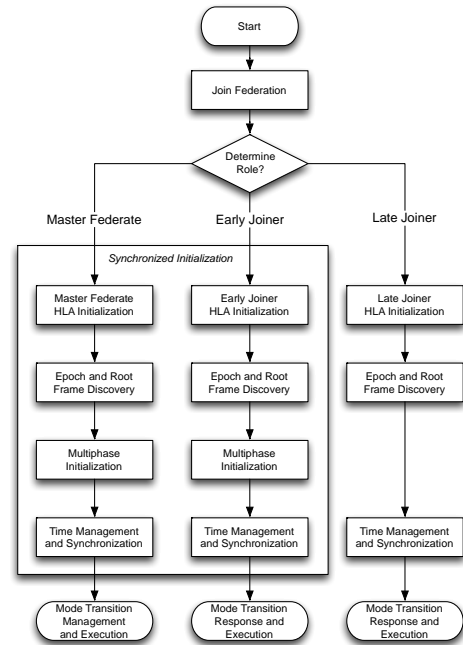 Start
Join Federation
Determine
Role?
Master Federate
Early Joiner
Late Joiner
Synchronized Initialization
Master Federate
HLA Initialization
Early Joiner
HLA Initialization
Late Joiner
HLA Initialization
Epoch and Root
Frame Discovery
Epoch and Root
Frame Discovery
Epoch and Root
Frame Discovery
Multiphase
Initialization
Multiphase
Initialization
Time Management
and Synchronization
Time Management
and Synchronization
Time Management
and Synchronization
Mode Transition
Management
and Execution
Mode Transition
Response and
Execution
Mode Transition
Response and
Execution